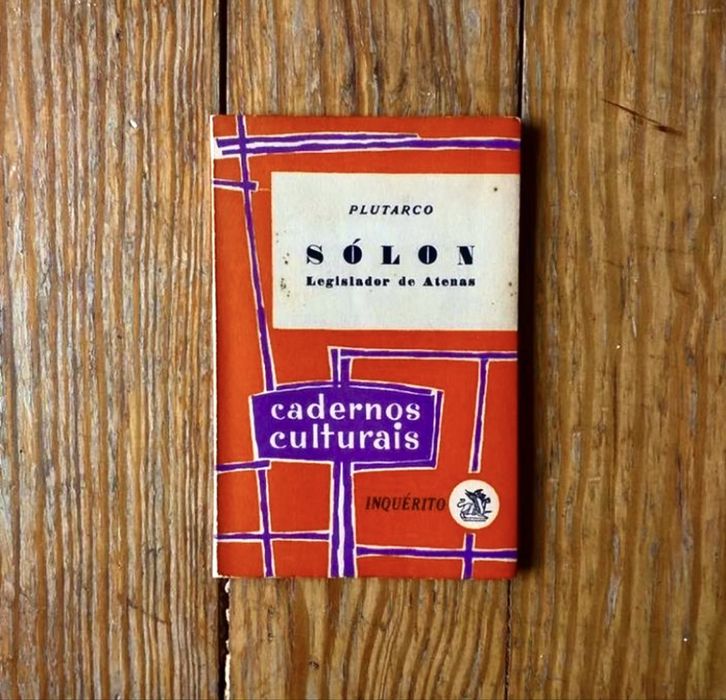 PLUTARCO
SÓLON
Legislador de Atenas
cadernos
culturais
INQUÉRITO